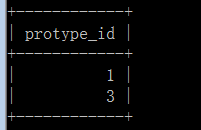 +------------+
| protype_id |
+------------+
|          1 |
|          3 |
+------------+